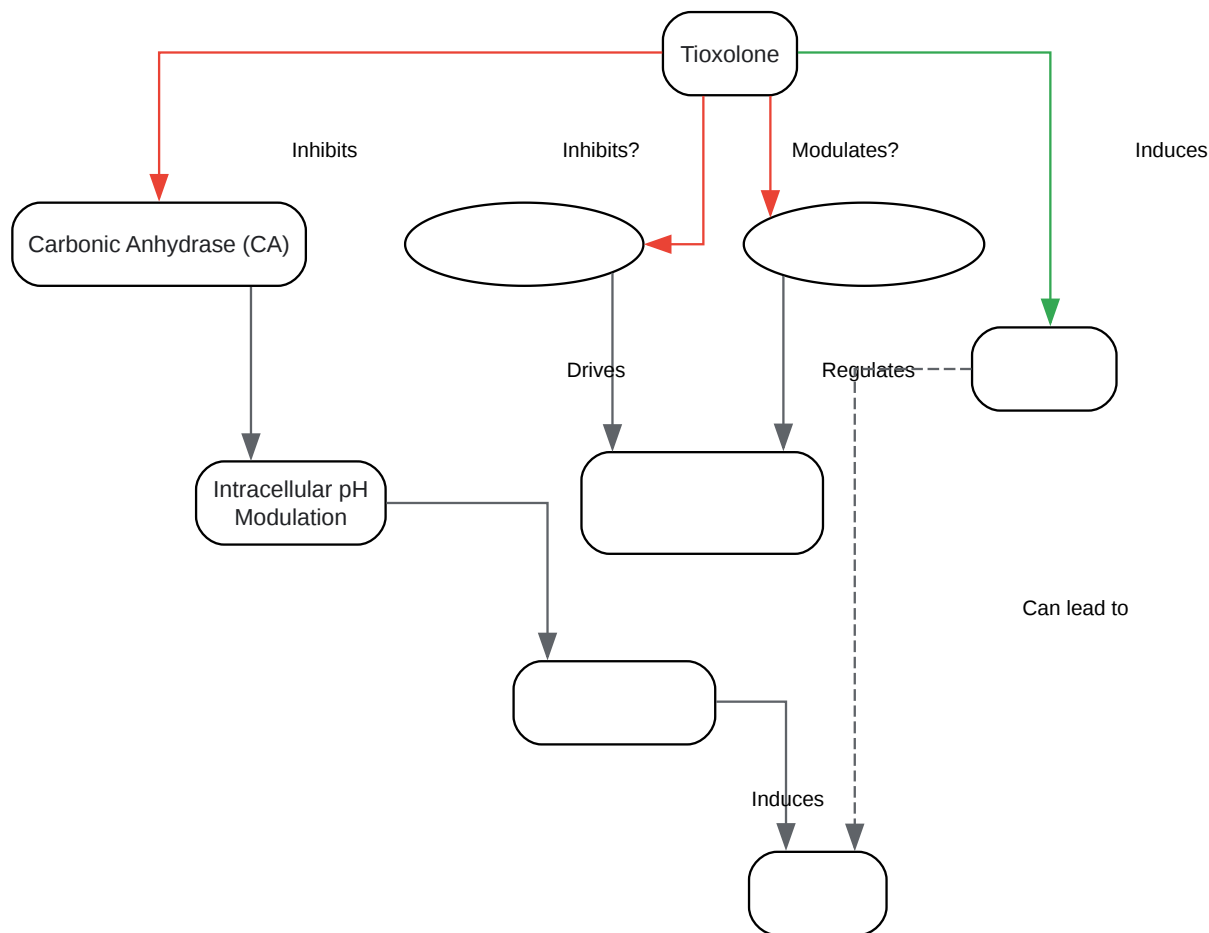 Tioxolone
Inhibits
Inhibits?
Modulates?
Induces
Carbonic Anhydrase (CA)
Drives
Regulates
Intracellular pH
Modulation
Can lead to
Induces